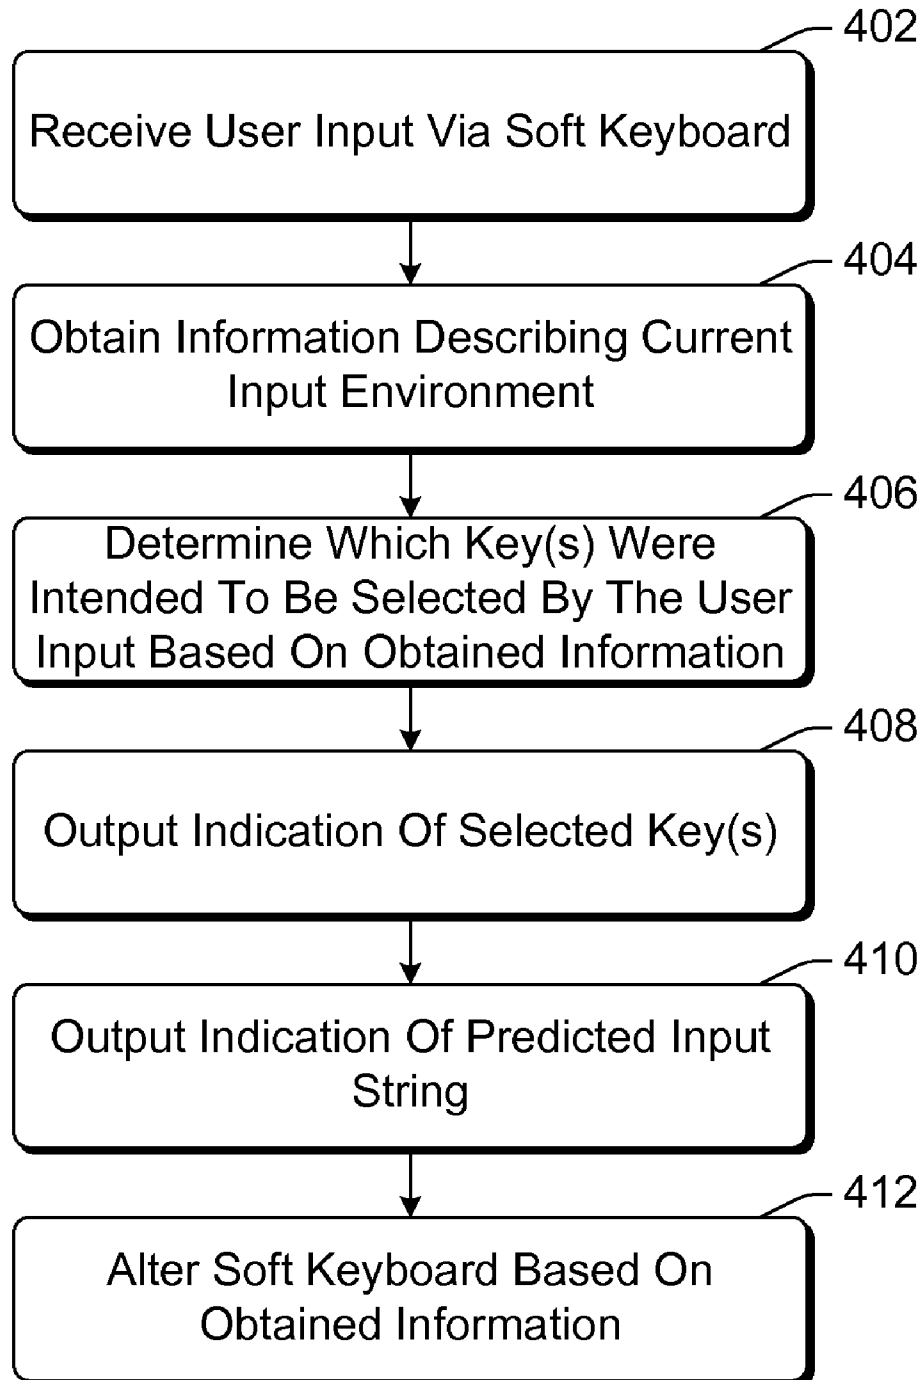 402
Receive User Input Via Soft Keyboard
404
Obtain Information Describing Current
Input Environment
406
Determine Which Key(s) Were
Intended To Be Selected By The User
Input Based On Obtained Information
408
Output Indication Of Selected Key(s)
410
Output Indication Of Predicted Input
String
412
Alter Soft Keyboard Based On
Obtained Information